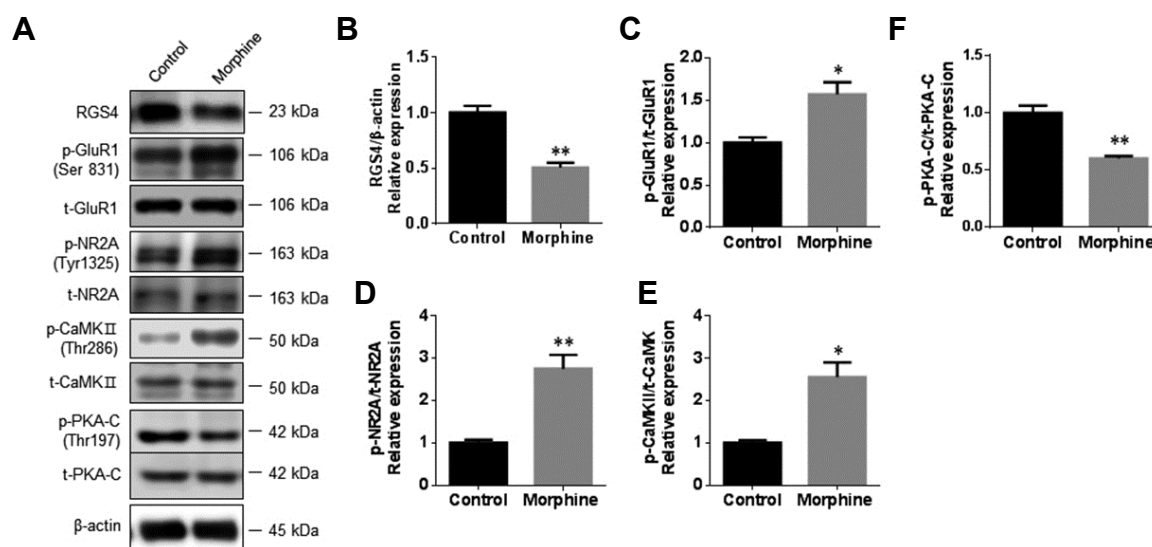 A
Control
Morphine
RGS4
23 kDa
p-GluR1
(Ser 831)
106 kDa
t-GluR1
106 kDa
p-NR2A
(Tyr1325)
163 kDa
t-NR2A
163 kDa
p-CaMKⅡ
(Thr286)
50 kDa
t-CaMKⅡ
50 kDa
p-PKA-C
(Thr197)
42 kDa
t-PKA-C
42 kDa
β-actin
45 kDa
B
RGS4/β-actin
Relative expression
1.5
1.0
0.5
0.0
**
Control
Morphine
C
p-GluR1/t-GluR1
Relative expression
2.0
1.5
1.0
0.5
0.0
*
Control
Morphine
F
p-PKA-C/t-PKA-C
Relative expression
1.5
1.0
0.5
0.0
**
Control
Morphine
D
p-NR2A/t-NR2A
Relative expression
4
3
2
1
0
**
Control
Morphine
E
p-CaMKII/t-CaMK
Relative expression
4
3
2
1
0
*
Control
Morphine